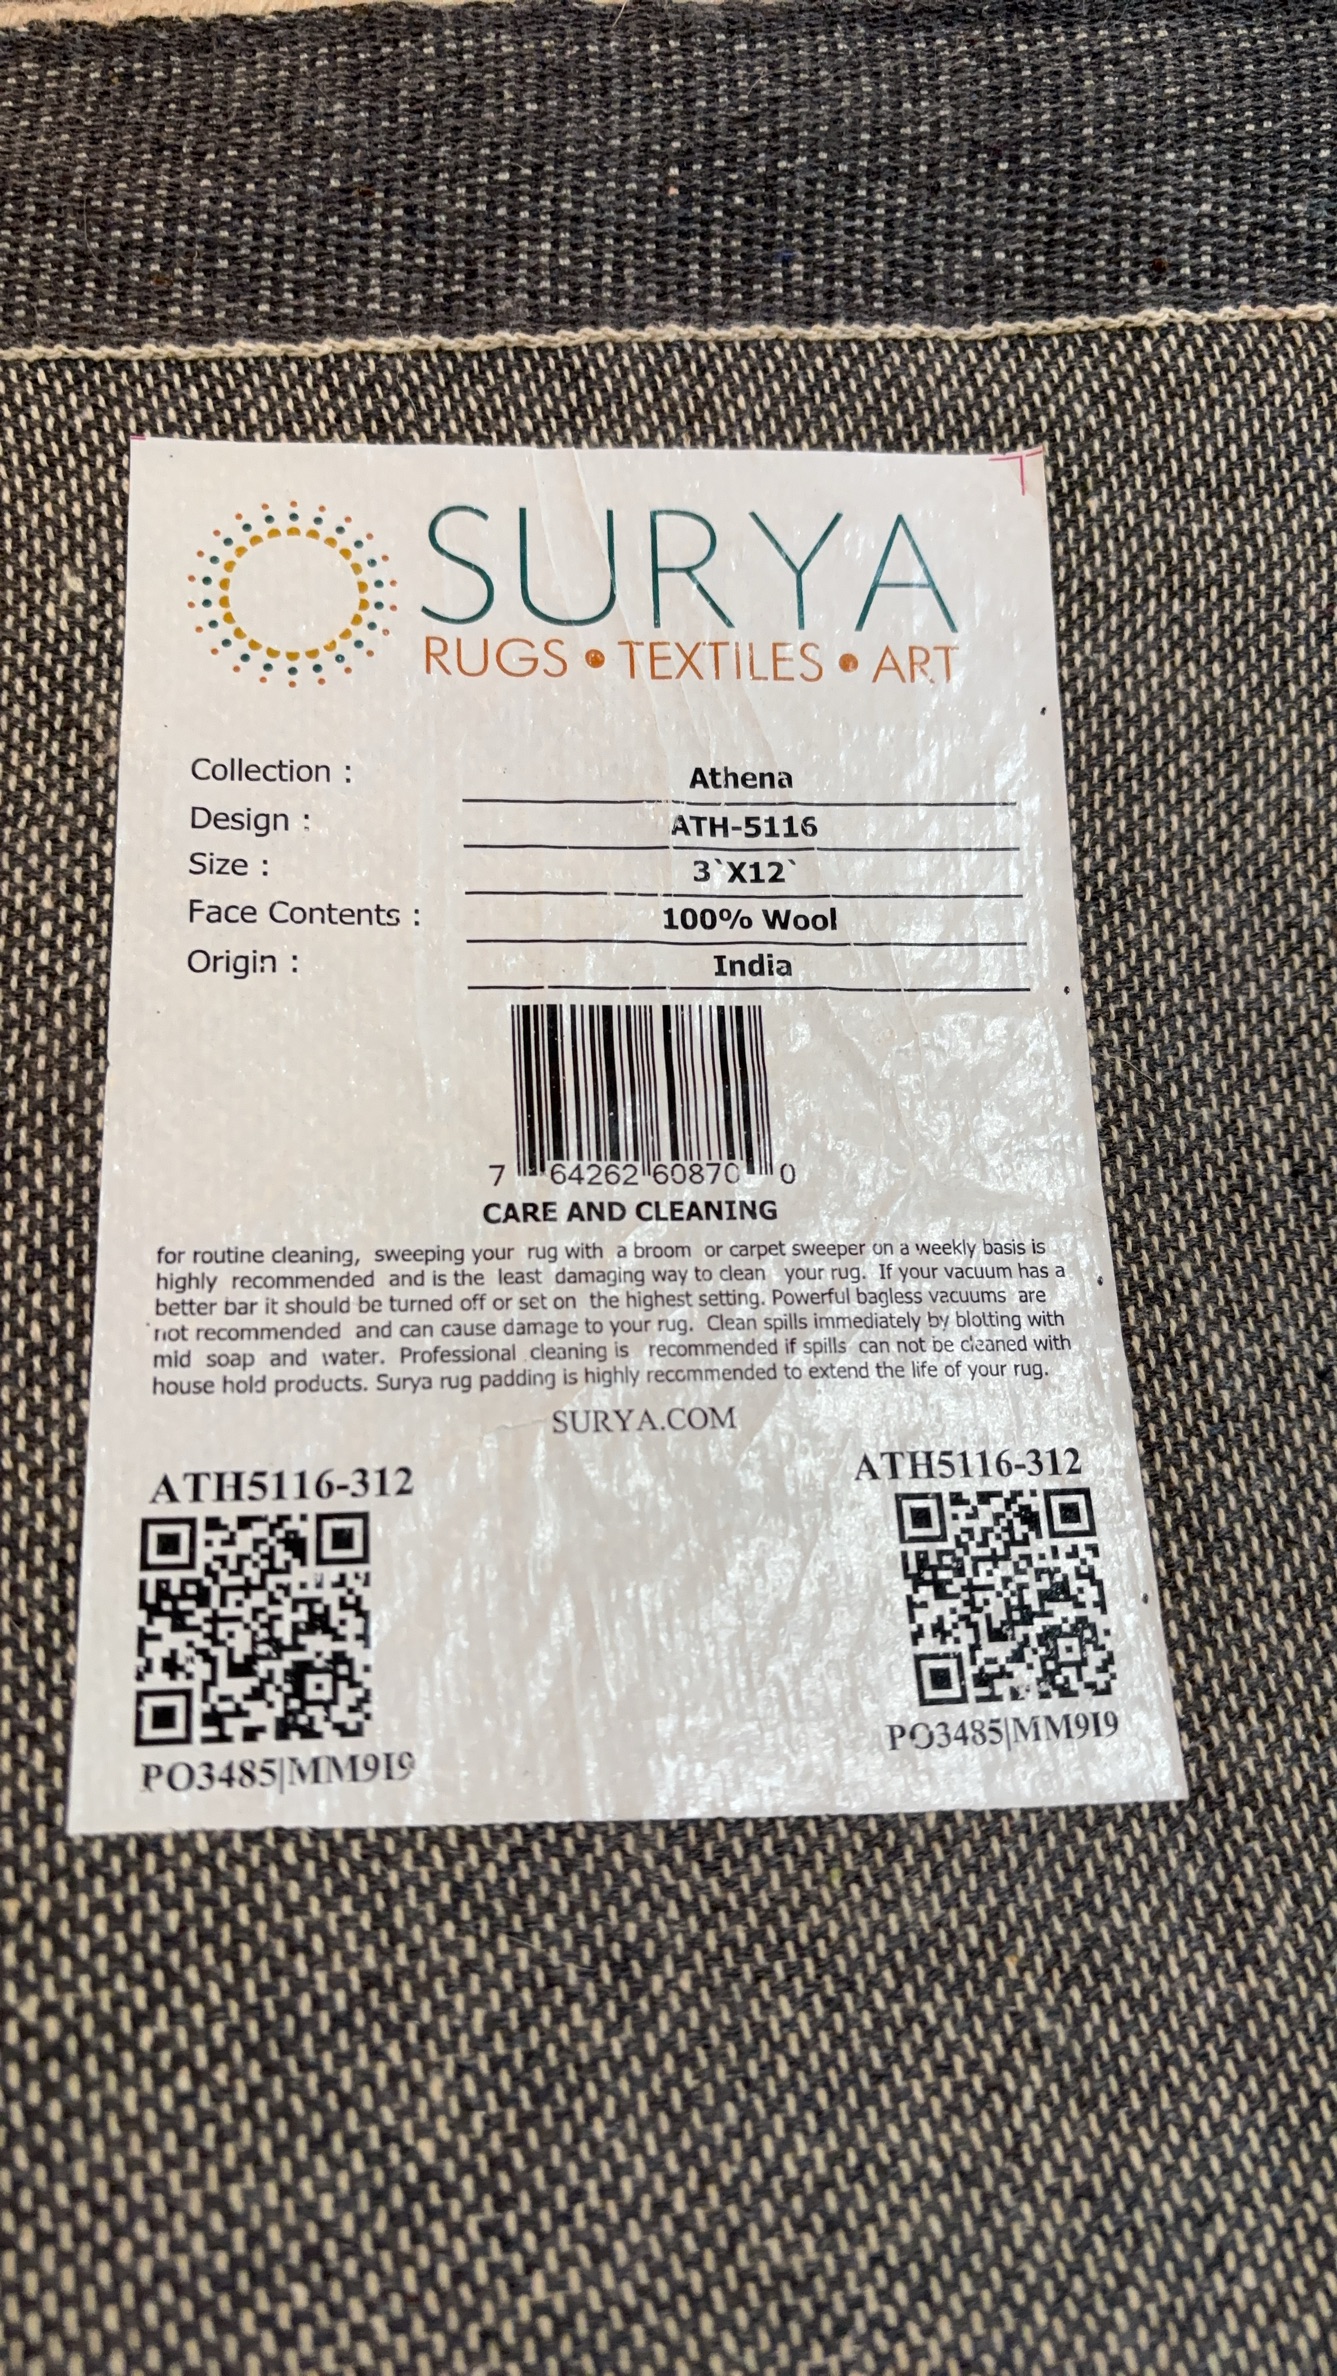 SURYA
RUGS • TEXTILES • ART
Collection : Athena
Design : ATH-5116
Size : 3`X12`
Face Contents : 100% Wool
Origin : India
7 64262 60870 0
CARE AND CLEANING
for routine cleaning, sweeping your rug with a broom or carpet sweeper on a weekly basis is
highly recommended and is the least damaging way to clean your rug. If your vacuum has a
better bar it should be turned off or set on the highest setting. Powerful bagless vacuums are
not recommended and can cause damage to your rug. Clean spills immediately by blotting with
mid soap and water. Professional cleaning is recommended if spills can not be cleaned with
house hold products. Surya rug padding is highly recommended to extend the life of your rug.
SURYA.COM
ATH5116-312 ATH5116-312
PO3485|MM9I9 PO3485|MM9I9